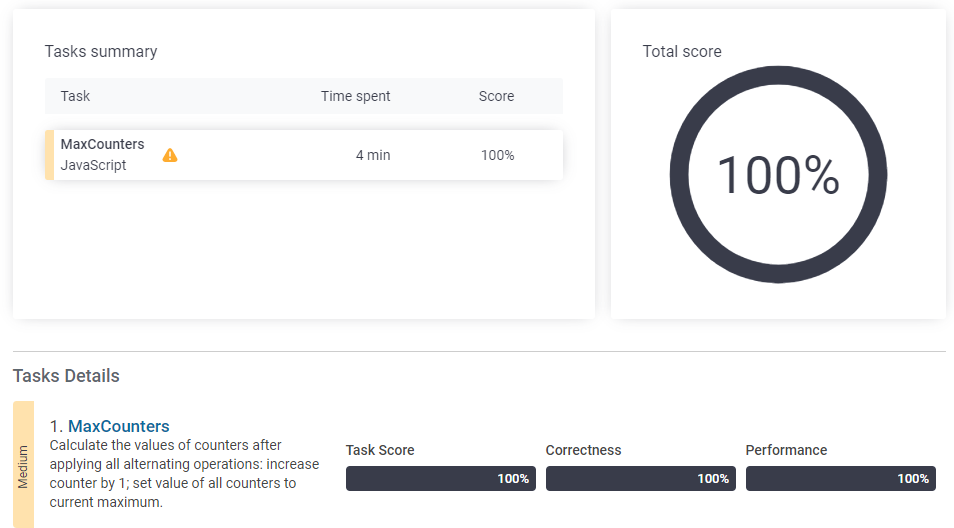 Tasks summary
Task Time spent Score
MaxCounters
JavaScript
4 min 100%
Total score
100%
Tasks Details
Medium
1. MaxCounters
Calculate the values of counters after
applying all alternating operations: increase
counter by 1; set value of all counters to
current maximum.
Task Score
100%
Correctness
100%
Performance
100%